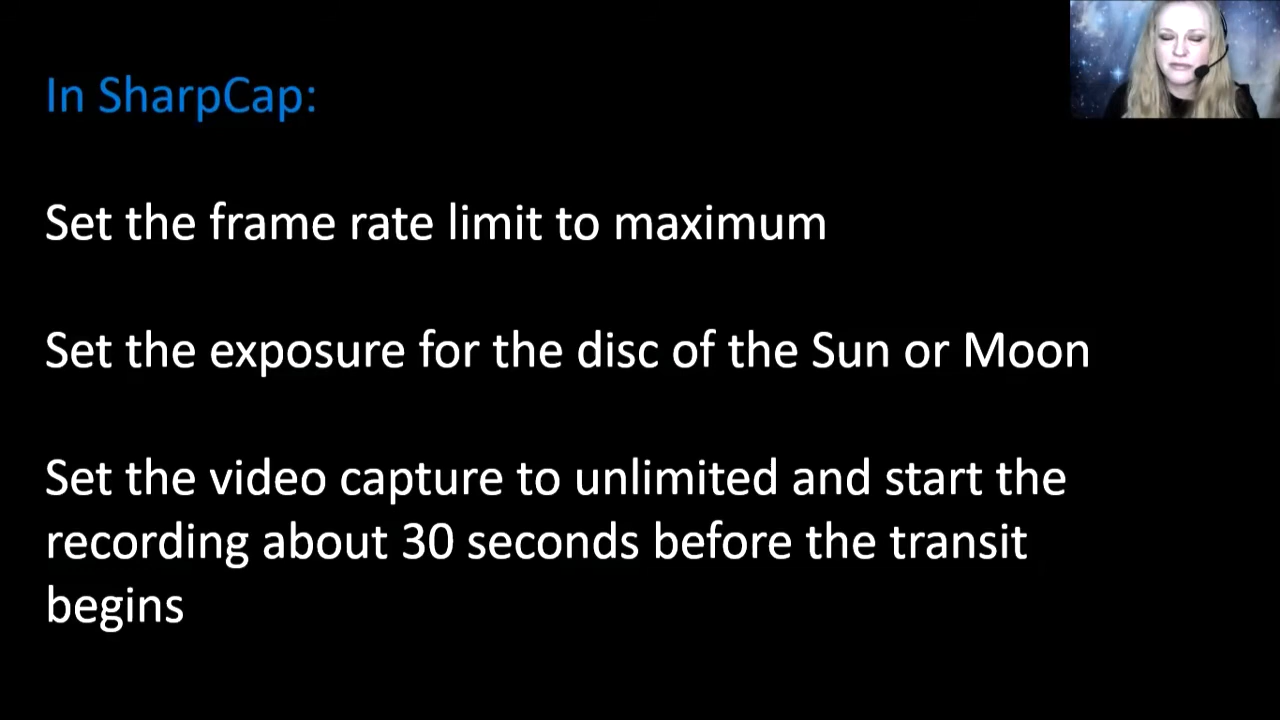 In SharpCap:
Set the frame rate limit to maximum
Set the exposure for the disc of the Sun or Moon
Set the video capture to unlimited and start the
recording about 30 seconds before the transit
begins